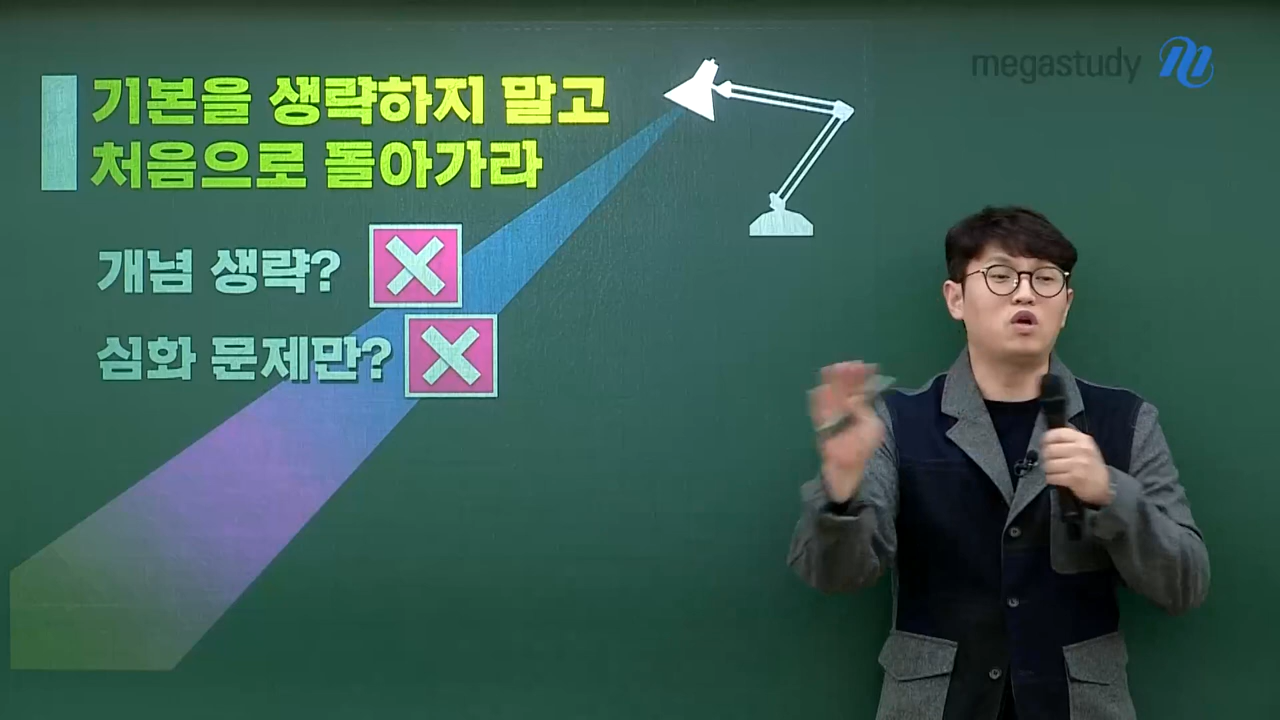 megastudy
기본을 생략하지 말고
처음으로 돌아가라
개념 생략?
심화 문제만?